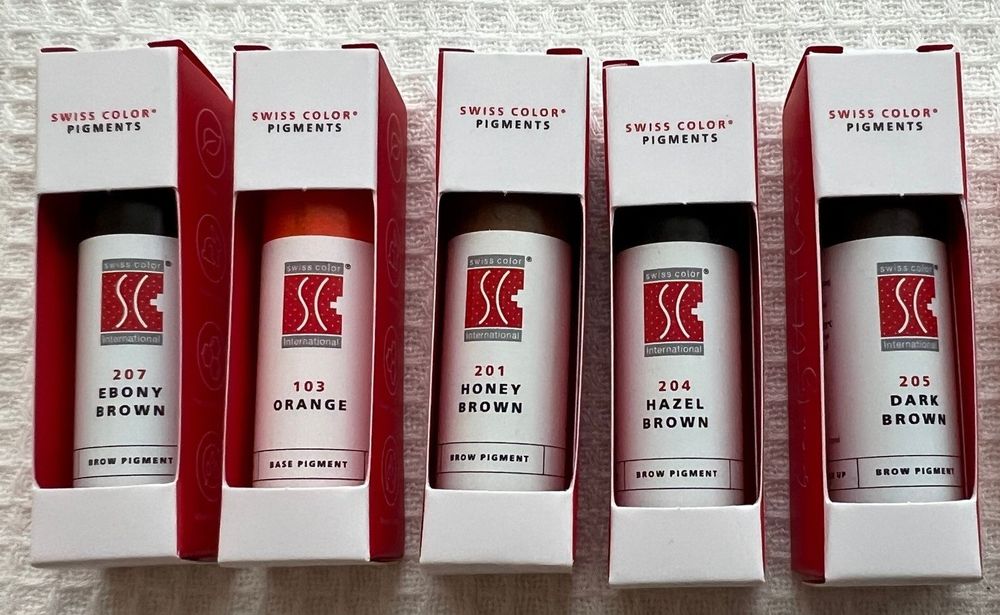 SWISS COLOR®
PIGMENTS
swiss color®
SC
international
207
EBONY
BROWN
BROW PIGMENT
SWISS COLOR®
PIGMENTS
swiss color®
SC
international
103
ORANGE
BASE PIGMENT
SWISS COLOR®
PIGMENTS
swiss color®
SC
international
201
HONEY
BROWN
BROW PIGMENT
SWISS COLOR®
PIGMENTS
swiss color®
SC
international
204
HAZEL
BROWN
BROW PIGMENT
SWISS COLOR®
PIGMENTS
swiss color®
SC
international
205
DARK
BROWN
UP
BROW PIGMENT